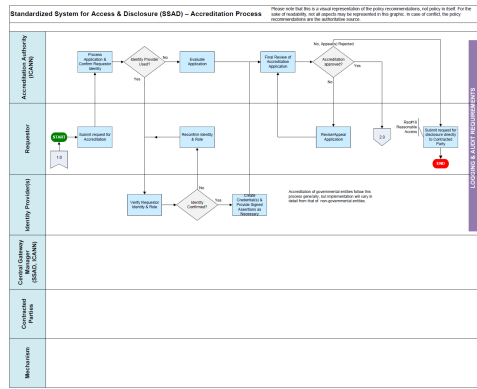 Standardized System for Access & Disclosure (SSAD) – Accreditation Process
Please note that this is a visual representation of the policy recommendations, not policy in itself. For the
ease of readability, not all aspects may be represented in this graphic. In case of conflict, the policy
recommendations are the authoritative source.
Accreditation Authority
(ICANN)
Process
Application &
Confirm Requestor
Identity
Identity Provider
Used?
No
Yes
Evaluate
Application
Final Review of
Accreditation
Application
No, Appeal Rejected
Accreditation
approved?
Yes
No
LOGGING & AUDIT REQUIREMENTS
Requestor
START
1.0
Submit request for
Accreditation
Reconfirm Identity
& Role
Revise/Appeal
Application
2.0
Rec#18
Reasonable
Access
Submit request for
disclosure directly
to Contracted
Party
END
Identity Provider(s)
Verify Requestor
Identity & Role
No
Identity
Confirmed?
Yes
Create
Credential(s) &
Provide Signed
Assertions as
Necessary
Accreditation of governmental entities follow this
process generally, but implementation will vary in
detail from that of non-governmental entities.
Central Gateway
Manager
(SSAD, ICANN)
Contracted
Parties
Mechanism